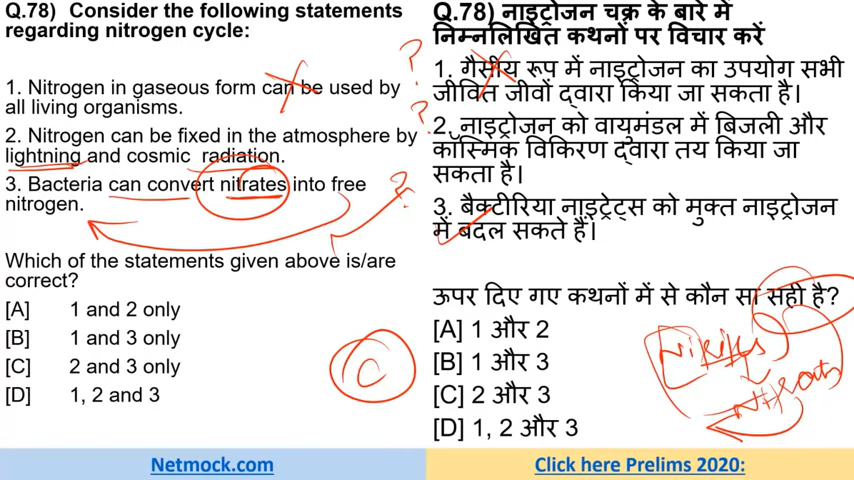 Q.78) Consider the following statements
regarding nitrogen cycle:
1. Nitrogen in gaseous form can be used by
all living organisms.
2. Nitrogen can be fixed in the atmosphere by
lightning and cosmic radiation.
3. Bacteria can convert nitrates into free
nitrogen.
Which of the statements given above is/are
correct?
[A] 1 and 2 only
[B] 1 and 3 only
[C] 2 and 3 only
[D] 1, 2 and 3
C
Netmock.com
Q.78) नाइट्रोजन चक्र के बारे में
निम्नलिखित कथनों पर विचार करें
1. गैसीय रूप में नाइट्रोजन का उपयोग सभी
जीवित जीवों द्वारा किया जा सकता है।
2. नाइट्रोजन को वायुमंडल में बिजली और
कॉस्मिक विकिरण द्वारा तय किया जा
सकता है।
3. बैक्टीरिया नाइट्रेट्स को मुक्त नाइट्रोजन
में बदल सकते हैं।
ऊपर दिए गए कथनों में से कौन सा सही है?
[A] 1 और 2
[B] 1 और 3
[C] 2 और 3
[D] 1, 2 और 3
Click here Prelims 2020: